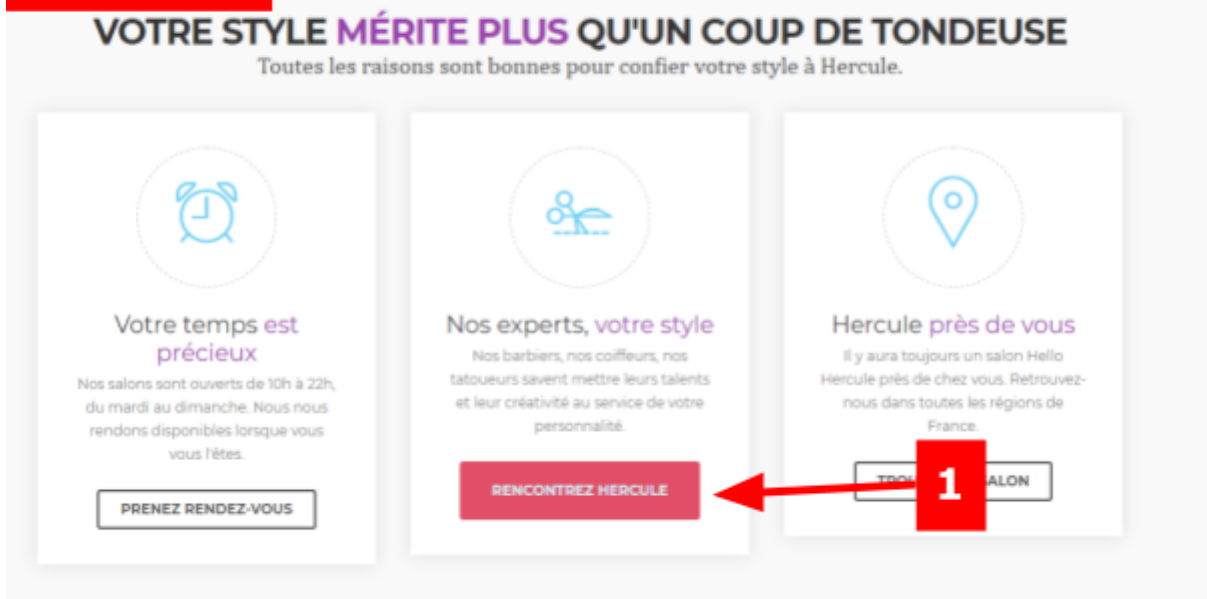 VOTRE STYLE MÉRITE PLUS QU'UN COUP DE TONDEUSE
Toutes les raisons sont bonnes pour confier votre style à Hercule.
Votre temps est
précieux
Nos salons sont ouverts de 10h à 22h,
du mardi au dimanche. Nous nous
rendons disponibles lorsque vous
vous l'êtes.
PRENEZ RENDEZ-VOUS
Nos experts, votre style
Nos barbiers, nos coiffeurs, nos
tatoueurs savent mettre leurs talents
et leur créativité au service de votre
personnalité.
RENCONTREZ HERCULE
Hercule près de vous
Il y aura toujours un salon Hello
Hercule près de chez vous. Retrouvez-
nous dans toutes les régions de
France.
1